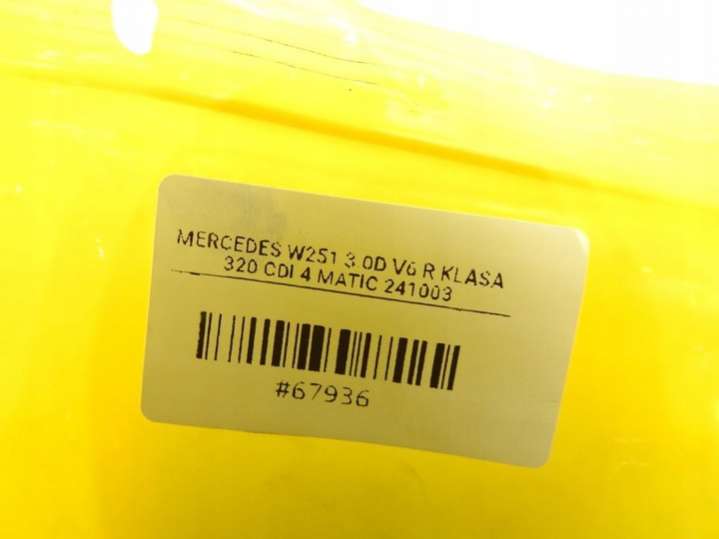 MERCEDES W251 3.0D V6 R KLASA
320 CDI 4 MATIC 241003
#67936